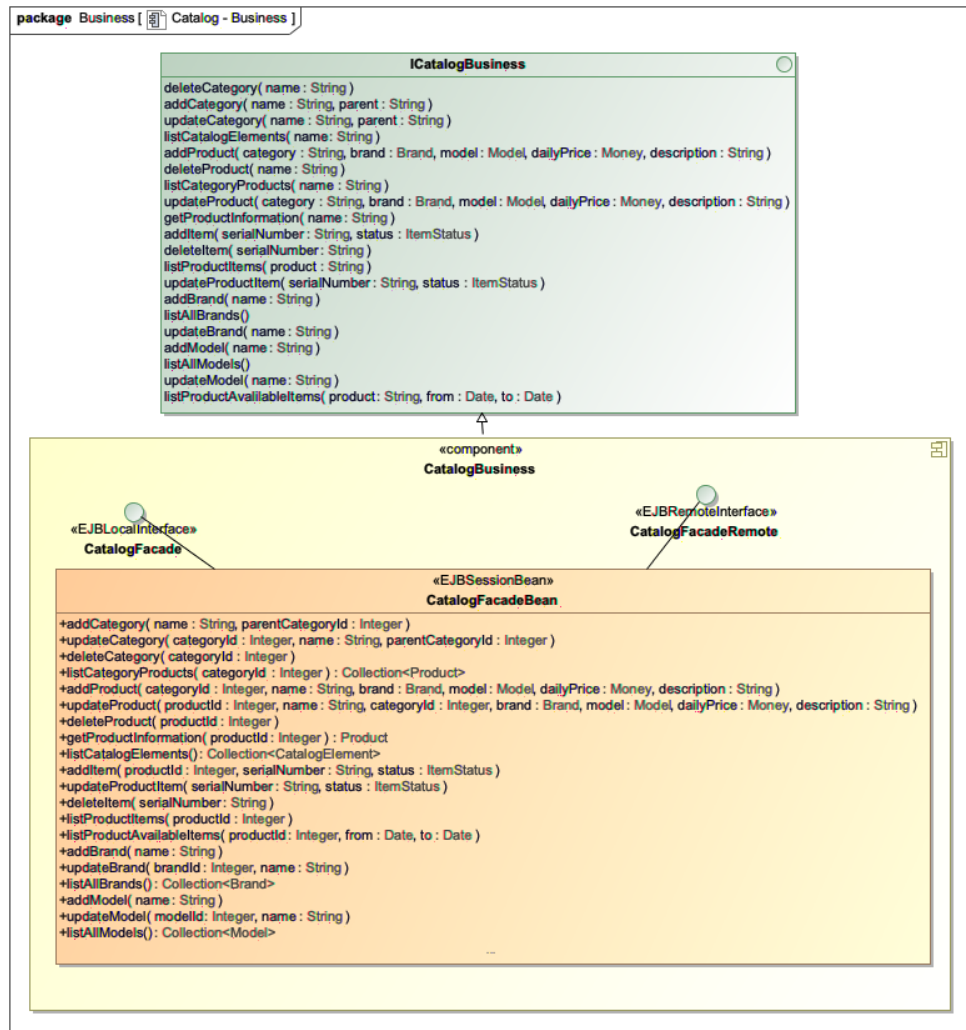 package Business [ Catalog - Business ]
ICatalogBusiness
deleteCategory( name : String )
addCategory( name : String, parent : String )
updateCategory( name : String, parent : String )
listCatalogElements( name: String )
addProduct( category : String, brand : Brand, model : Model, dailyPrice : Money, description : String )
deleteProduct( name : String )
listCategoryProducts( name : String )
updateProduct( category : String, brand : Brand, model : Model, dailyPrice : Money, description : String )
getProductInformation( name : String )
addItem( serialNumber : String, status : ItemStatus )
deleteItem( serialNumber : String )
listProductItems( product : String )
updateProductItem( serialNumber : String, status : ItemStatus )
addBrand( name : String )
listAllBrands()
updateBrand( name : String )
addModel( name : String )
listAllModels()
updateModel( name : String )
listProductAvalilableItems( product: String, from : Date, to : Date )
«component»
CatalogBusiness
«EJBLocalInterface»
CatalogFacade
«EJBRemoteInterface»
CatalogFacadeRemote
«EJBSessionBean»
CatalogFacadeBean
+addCategory( name : String, parentCategoryId : Integer )
+updateCategory( categoryId : Integer, name : String, parentCategoryId : Integer )
+deleteCategory( categoryId : Integer )
+listCategoryProducts( categoryId : Integer ) : Collection<Product>
+addProduct( categoryId : Integer, name : String, brand : Brand, model : Model, dailyPrice : Money, description : String )
+updateProduct( productId : Integer, name : String, categoryId : Integer, brand : Brand, model : Model, dailyPrice : Money, description : String )
+deleteProduct( productId : Integer )
+getProductInformation( productId : Integer ) : Product
+listCatalogElements() : Collection<CatalogElement>
+addItem( productId : Integer, serialNumber : String, status : ItemStatus )
+updateProductItem( serialNumber : String, status : ItemStatus )
+deleteItem( serialNumber : String )
+listProductItems( productId : Integer )
+listProductAvailableItems( productId : Integer, from : Date, to : Date )
+addBrand( name : String )
+updateBrand( brandId : Integer, name : String )
+listAllBrands() : Collection<Brand>
+addModel( name : String )
+updateModel( modelId: Integer, name : String )
+listAllModels() : Collection<Model>
...